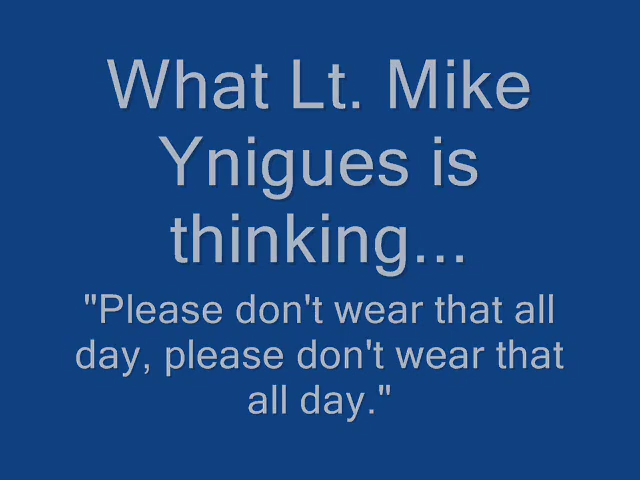 What Lt. Mike
Ynigues is
thinking...
"Please don't wear that all
day, please don't wear that
all day."